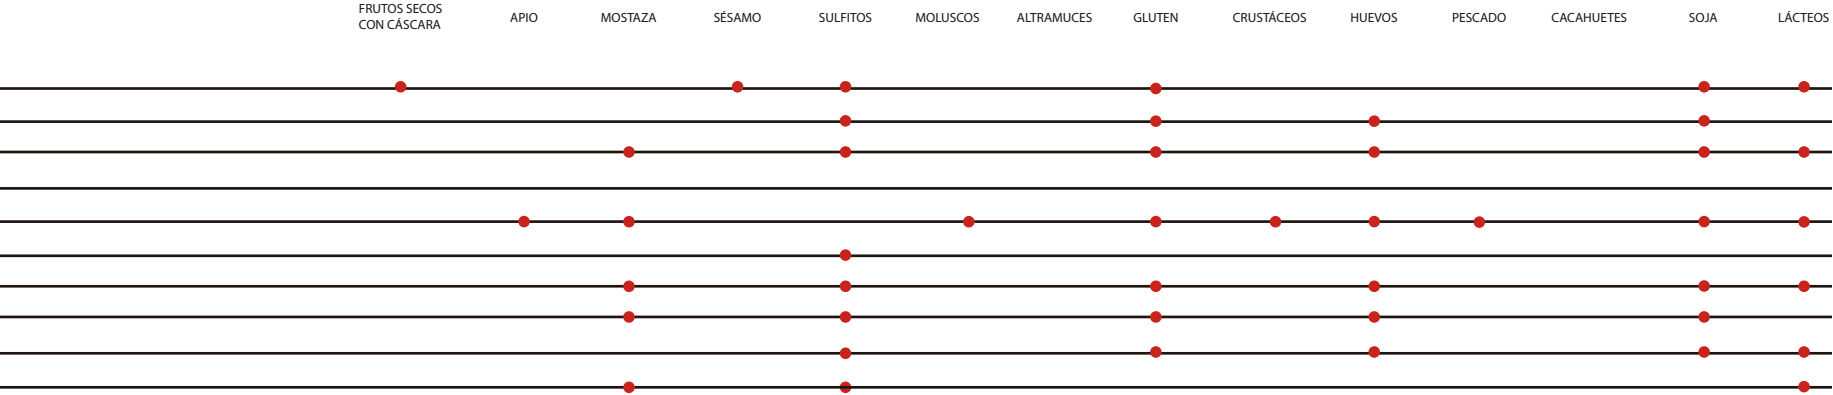 FRUTOS SECOS
CON CÁSCARA
APIO
MOSTAZA
SÉSAMO
SULFITOS
MOLUSCOS
ALTRAMUCES
GLUTEN
CRUSTÁCEOS
HUEVOS
PESCADO
CACAHUETES
SOJA
LÁCTEOS